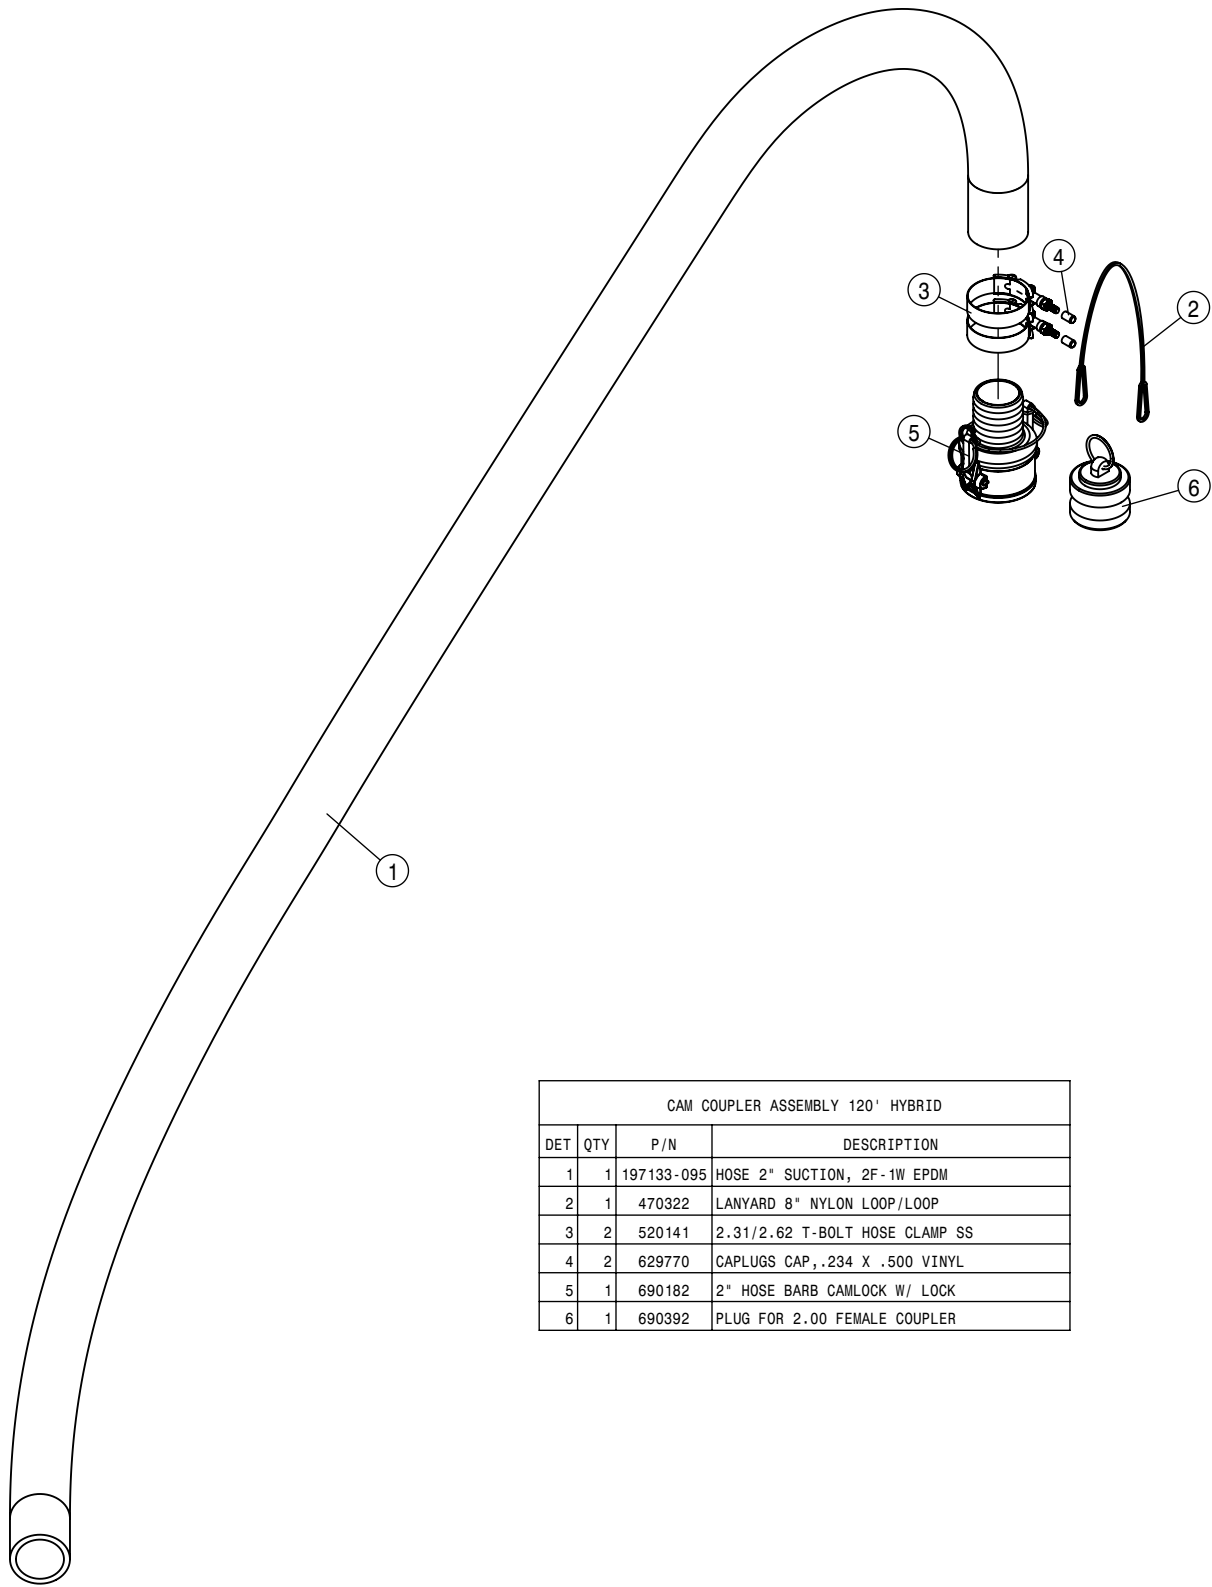 4
3
2
5
6
1
CAM COUPLER ASSEMBLY 120' HYBRID
DET QTY P/N DESCRIPTION
1 1 197133-095 HOSE 2" SUCTION, 2F-1W EPDM
2 1 470322 LANYARD 8" NYLON LOOP/LOOP
3 2 520141 2.31/2.62 T-BOLT HOSE CLAMP SS
4 2 629770 CAPLUGS CAP,.234 X .500 VINYL
5 1 690182 2" HOSE BARB CAMLOCK W/ LOCK
6 1 690392 PLUG FOR 2.00 FEMALE COUPLER